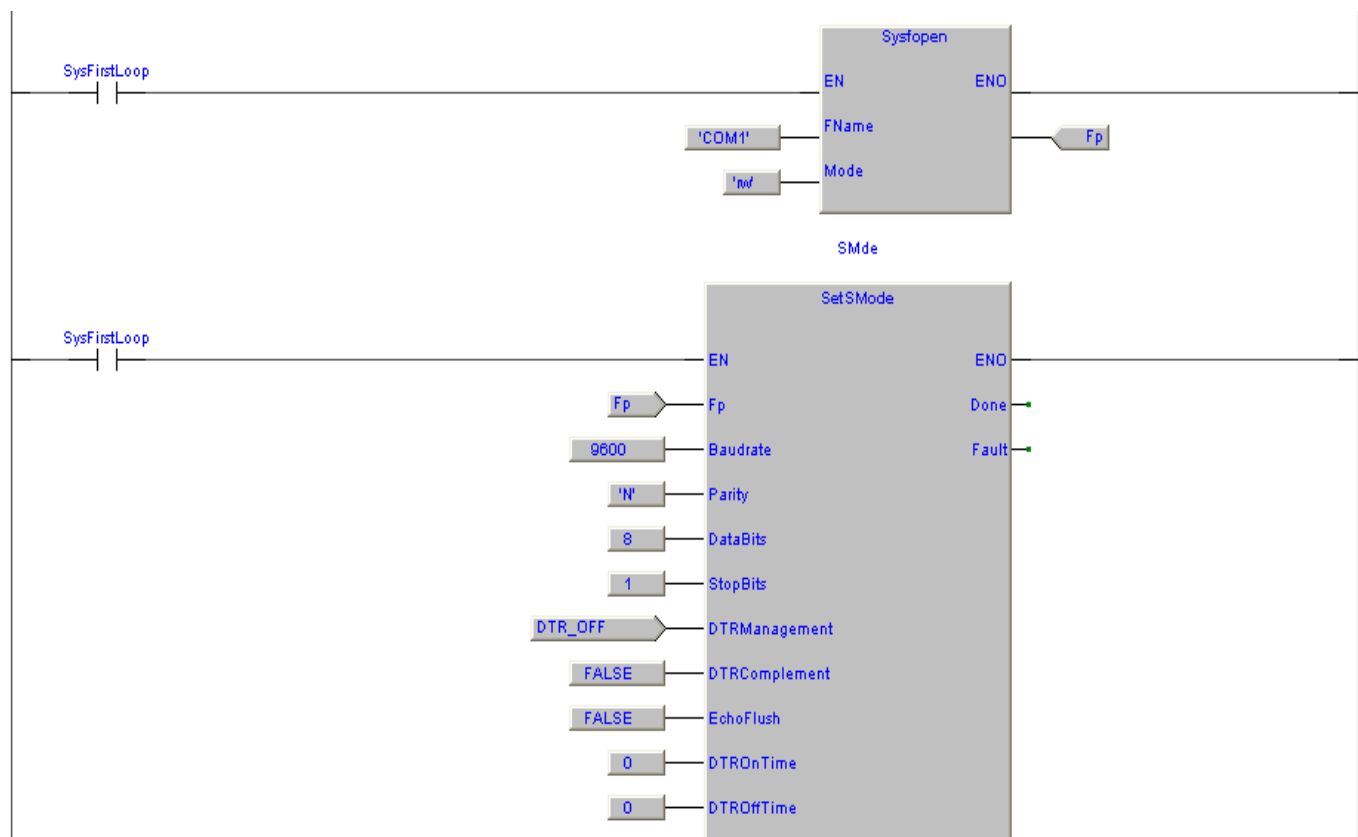 Sysfopen
SysFirstLoop
EN ENO
'COM1' FName Fp
'rw' Mode
SMde
SetSMode
SysFirstLoop
EN ENO
Fp Fp Done
9600 Baudrate Fault
'N' Parity
8 DataBits
1 StopBits
DTR_OFF DTRManagement
FALSE DTRComplement
FALSE EchoFlush
0 DTROnTime
0 DTROffTime